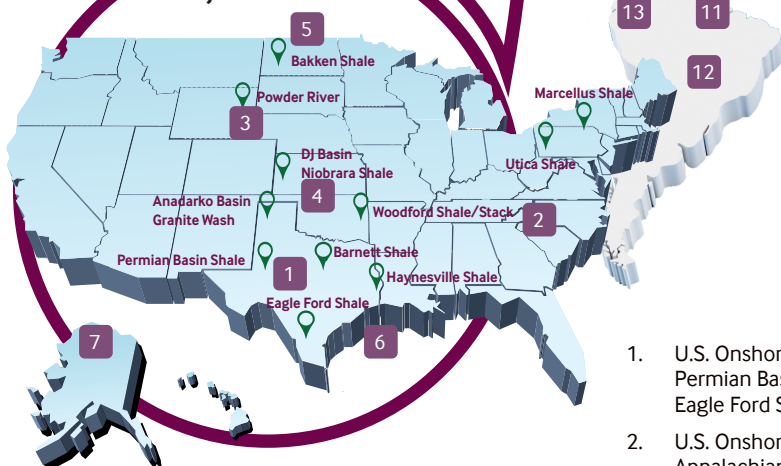 13
11
5
12
Bakken Shale
Powder River
Marcellus Shale
3
DJ Basin
Niobrara Shale
Utica Shale
Anadarko Basin
Granite Wash
4
Woodford Shale/Stack
2
Permian Basin Shale
Barnett Shale
1
Haynesville Shale
Eagle Ford Shale
7
6
1. U.S. Onshor
Permian Bas
Eagle Ford S
2. U.S. Onshor
Appalachian